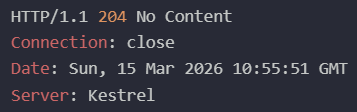 HTTP/1.1 204 No Content
Connection: close
Date: Sun, 15 Mar 2026 10:55:51 GMT
Server: Kestrel